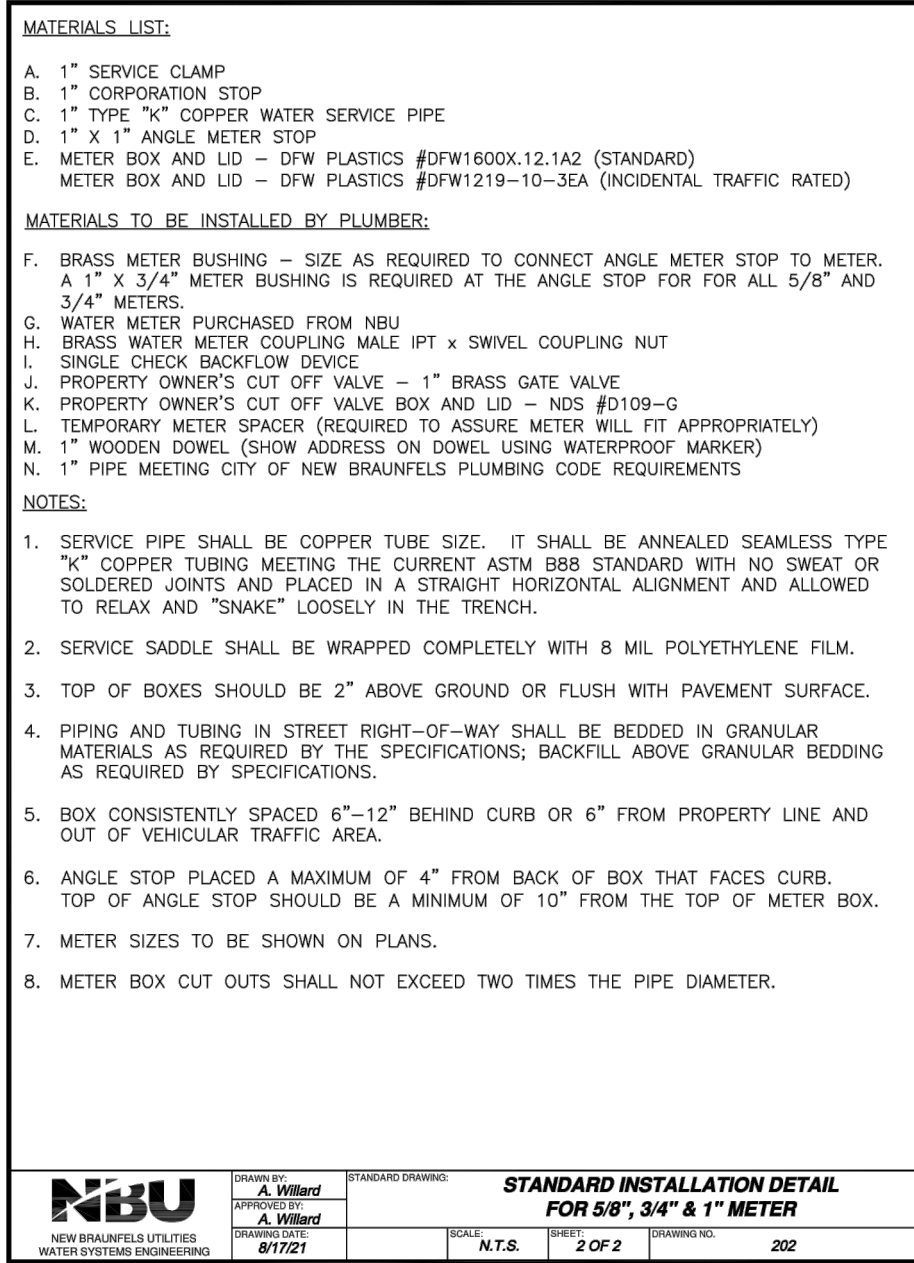 MATERIALS LIST:
A. 1" SERVICE CLAMP
B. 1" CORPORATION STOP
C. 1" TYPE "K" COPPER WATER SERVICE PIPE
D. 1" X 1" ANGLE METER STOP
E. METER BOX AND LID – DFW PLASTICS #DFW1600X.12.1A2 (STANDARD)
METER BOX AND LID – DFW PLASTICS #DFW1219–10–3EA (INCIDENTAL TRAFFIC RATED)
MATERIALS TO BE INSTALLED BY PLUMBER:
F. BRASS METER BUSHING – SIZE AS REQUIRED TO CONNECT ANGLE METER STOP TO METER.
A 1" X 3/4" METER BUSHING IS REQUIRED AT THE ANGLE STOP FOR FOR ALL 5/8" AND
3/4" METERS.
G. WATER METER PURCHASED FROM NBU
H. BRASS WATER METER COUPLING MALE IPT x SWIVEL COUPLING NUT
I. SINGLE CHECK BACKFLOW DEVICE
J. PROPERTY OWNER'S CUT OFF VALVE – 1" BRASS GATE VALVE
K. PROPERTY OWNER'S CUT OFF VALVE BOX AND LID – NDS #D109–G
L. TEMPORARY METER SPACER (REQUIRED TO ASSURE METER WILL FIT APPROPRIATELY)
M. 1" WOODEN DOWEL (SHOW ADDRESS ON DOWEL USING WATERPROOF MARKER)
N. 1" PIPE MEETING CITY OF NEW BRAUNFELS PLUMBING CODE REQUIREMENTS
NOTES:
1. SERVICE PIPE SHALL BE COPPER TUBE SIZE. IT SHALL BE ANNEALED SEAMLESS TYPE
"K" COPPER TUBING MEETING THE CURRENT ASTM B88 STANDARD WITH NO SWEAT OR
SOLDERED JOINTS AND PLACED IN A STRAIGHT HORIZONTAL ALIGNMENT AND ALLOWED
TO RELAX AND "SNAKE" LOOSELY IN THE TRENCH.
2. SERVICE SADDLE SHALL BE WRAPPED COMPLETELY WITH 8 MIL POLYETHYLENE FILM.
3. TOP OF BOXES SHOULD BE 2" ABOVE GROUND OR FLUSH WITH PAVEMENT SURFACE.
4. PIPING AND TUBING IN STREET RIGHT–OF–WAY SHALL BE BEDDED IN GRANULAR
MATERIALS AS REQUIRED BY THE SPECIFICATIONS; BACKFILL ABOVE GRANULAR BEDDING
AS REQUIRED BY SPECIFICATIONS.
5. BOX CONSISTENTLY SPACED 6"–12" BEHIND CURB OR 6" FROM PROPERTY LINE AND
OUT OF VEHICULAR TRAFFIC AREA.
6. ANGLE STOP PLACED A MAXIMUM OF 4" FROM BACK OF BOX THAT FACES CURB.
TOP OF ANGLE STOP SHOULD BE A MINIMUM OF 10" FROM THE TOP OF METER BOX.
7. METER SIZES TO BE SHOWN ON PLANS.
8. METER BOX CUT OUTS SHALL NOT EXCEED TWO TIMES THE PIPE DIAMETER.
NBU
NEW BRAUNFELS UTILITIES
WATER SYSTEMS ENGINEERING
DRAWN BY:
A. Willard
APPROVED BY:
A. Willard
DRAWING DATE:
8/17/21
STANDARD DRAWING:
STANDARD INSTALLATION DETAIL
FOR 5/8", 3/4" & 1" METER
SCALE:
N.T.S.
SHEET:
2 OF 2
DRAWING NO.
202